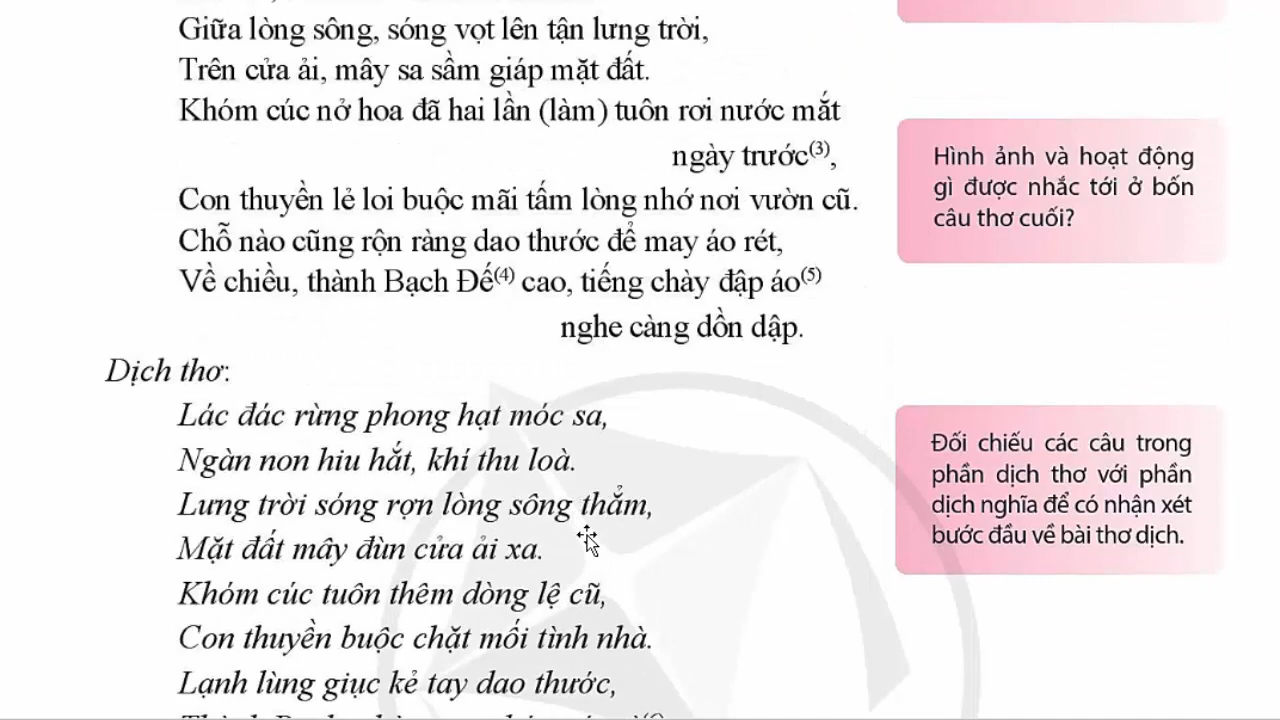 Giữa lòng sông, sóng vọt lên tận lưng trời,
Trên cửa ải, mây sa sầm giáp mặt đất.
Khóm cúc nở hoa đã hai lần (làm) tuôn rơi nước mắt
ngày trước(3),
Con thuyền lẻ loi buộc mãi tấm lòng nhớ nơi vườn cũ.
Chỗ nào cũng rộn ràng dao thước để may áo rét,
Về chiều, thành Bạch Đế(4) cao, tiếng chày đập áo(5)
nghe càng dồn dập.
Dịch thơ:
Lác đác rừng phong hạt móc sa,
Ngàn non hiu hắt, khí thu loà.
Lưng trời sóng rợn lòng sông thẳm,
Mặt đất mây đùn cửa ải xa.
Khóm cúc tuôn thêm dòng lệ cũ,
Con thuyền buộc chặt mối tình nhà.
Lạnh lùng giục kẻ tay dao thước,
Hình ảnh và hoạt động
gì được nhắc tới ở bốn
câu thơ cuối?
Đối chiếu các câu trong
phần dịch thơ với phần
dịch nghĩa để có nhận xét
bước đầu về bài thơ dịch.